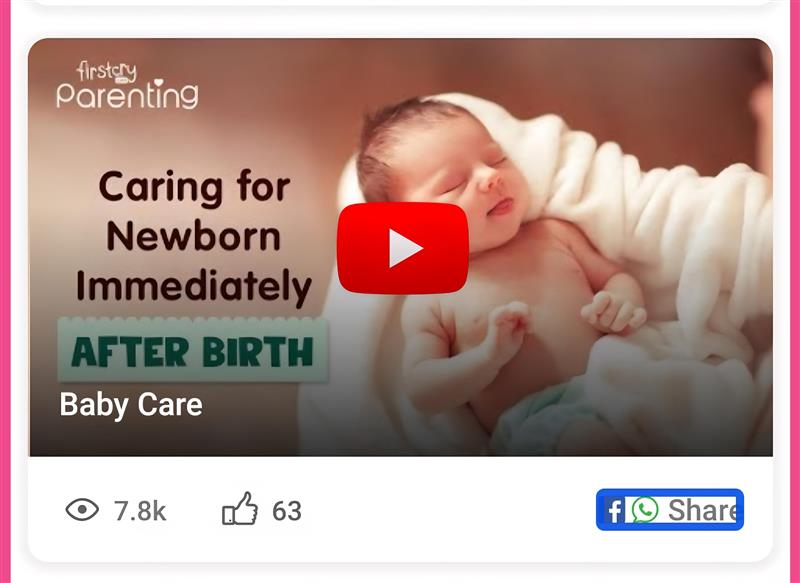 firstcry
Parenting
Caring for
Newborn
Immediately
AFTER BIRTH
Baby Care
7.8k 63 Share